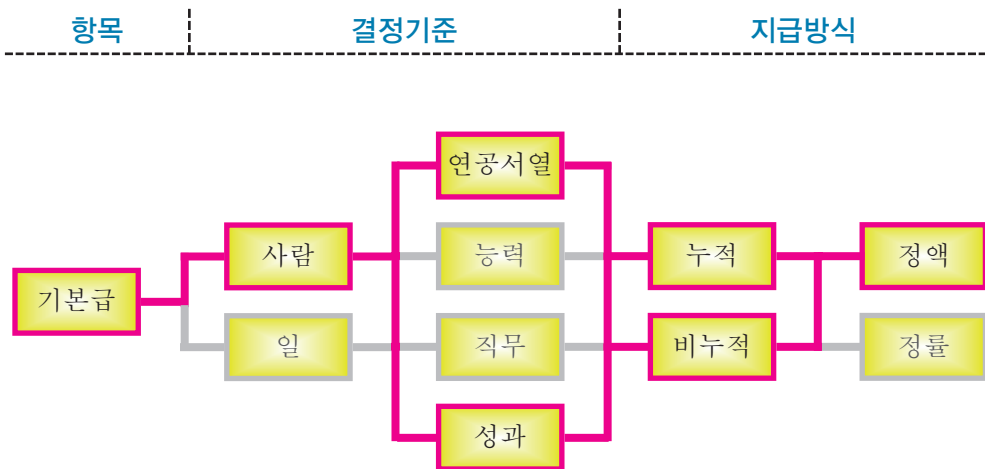 항목 결정기준 지급방식
연공서열
사람 능력 누적 정액
기본급
일 직무 비누적 정률
성과